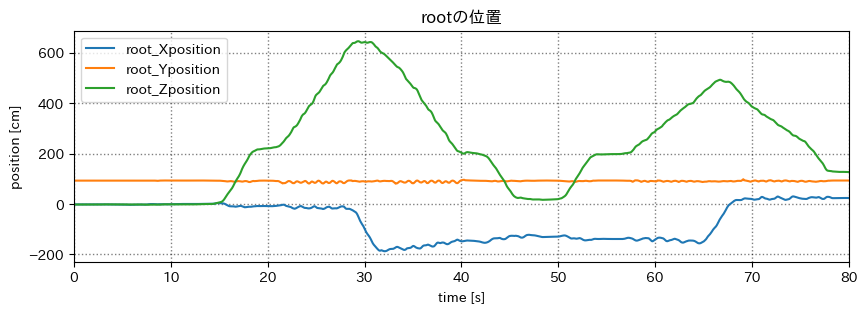 rootの位置
root_Xposition
root_Yposition
root_Zposition
position [cm]
600
400
200
0
−200
0 10 20 30 40 50 60 70 80
time [s]